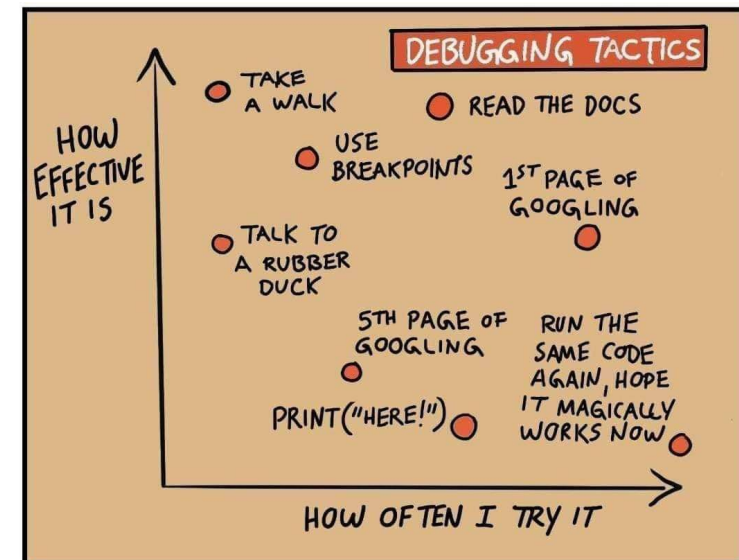 DEBUGGING TACTICS
HOW
EFFECTIVE
IT IS
TAKE
A WALK
READ THE DOCS
USE
BREAKPOINTS
1ST PAGE OF
GOOGLING
TALK TO
A RUBBER
DUCK
5TH PAGE OF
GOOGLING
RUN THE
SAME CODE
AGAIN, HOPE
IT MAGICALLY
WORKS NOW
PRINT("HERE!")
HOW OFTEN I TRY IT